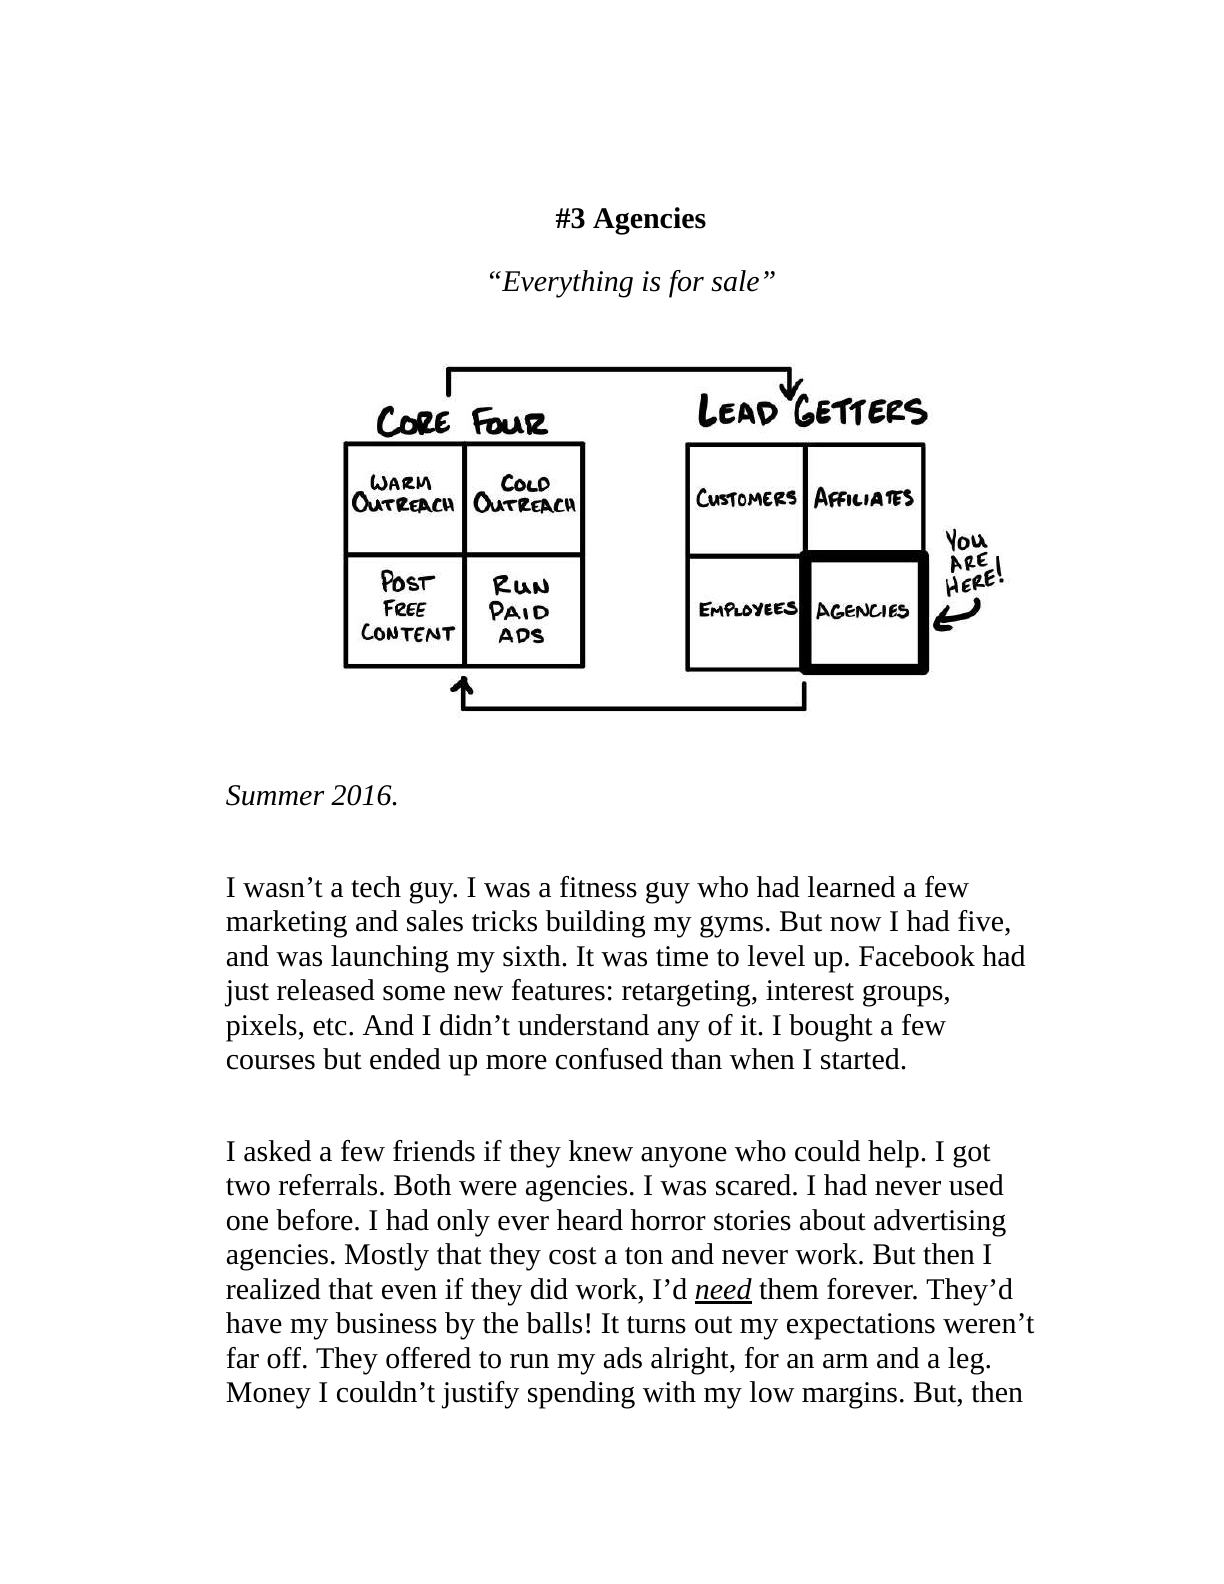 #3 Agencies
“Everything is for sale”
CORE FOUR
LEAD GETTERS
WARM
OUTREACH
COLD
OUTREACH
POST
FREE
CONTENT
RUN
PAID
ADS
CUSTOMERS
AFFILIATES
EMPLOYEES
AGENCIES
YOU
ARE
HERE!
Summer 2016.
I wasn’t a tech guy. I was a fitness guy who had learned a few
marketing and sales tricks building my gyms. But now I had five,
and was launching my sixth. It was time to level up. Facebook had
just released some new features: retargeting, interest groups,
pixels, etc. And I didn’t understand any of it. I bought a few
courses but ended up more confused than when I started.
I asked a few friends if they knew anyone who could help. I got
two referrals. Both were agencies. I was scared. I had never used
one before. I had only ever heard horror stories about advertising
agencies. Mostly that they cost a ton and never work. But then I
realized that even if they did work, I’d need them forever. They’d
have my business by the balls! It turns out my expectations weren’t
far off. They offered to run my ads alright, for an arm and a leg.
Money I couldn’t justify spending with my low margins. But, then